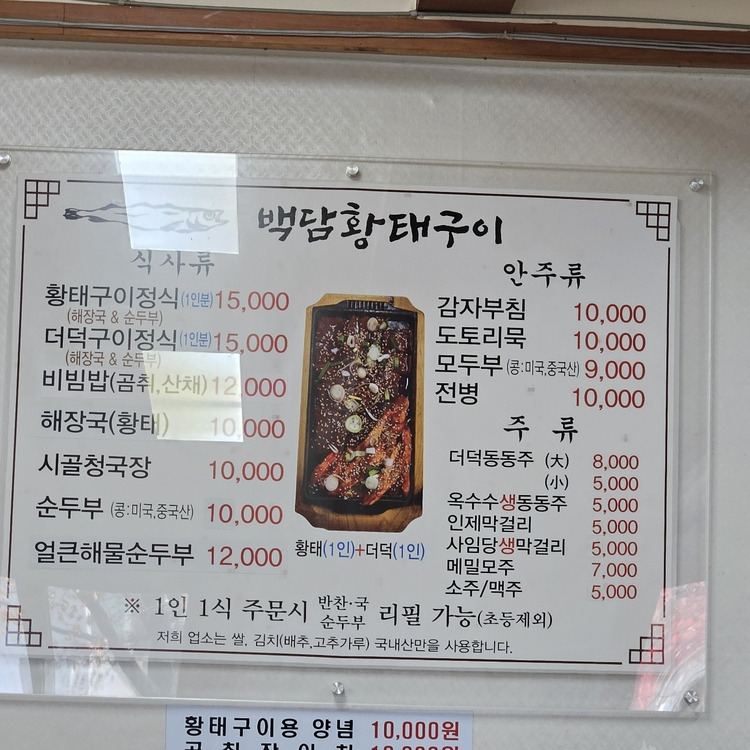 백담황태구이
식사류
황태구이정식(1인분) 15,000
(해장국 & 순두부)
더덕구이정식(1인분) 15,000
(해장국 & 순두부)
비빔밥(곰취,산채) 12,000
해장국(황태) 10,000
시골청국장 10,000
순두부 (콩:미국,중국산) 10,000
얼큰해물순두부 12,000
황태(1인)+더덕(1인)
안주류
감자부침 10,000
도토리묵 10,000
모두부 (콩:미국,중국산) 9,000
전병 10,000
주 류
더덕동동주 (大) 8,000
(小) 5,000
옥수수생동동주 5,000
인제막걸리 5,000
사임당생막걸리 5,000
메밀모주 7,000
소주/맥주 5,000
※ 1인 1식 주문시 반찬·국 순두부 리필 가능(초등제외)
저희 업소는 쌀, 김치(배추,고추가루) 국내산만을 사용합니다.
황태구이용 양념 10,000원